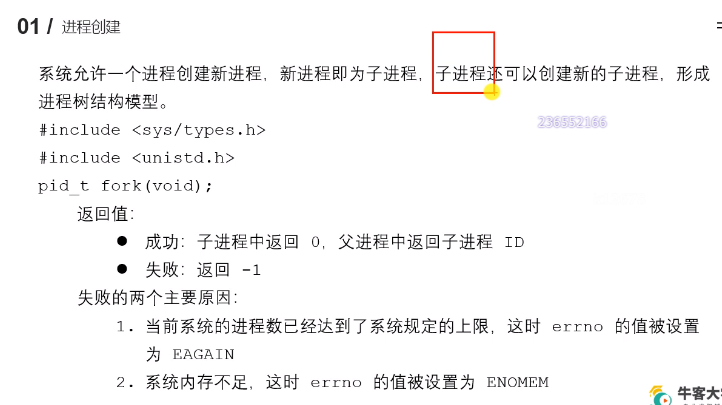 01 / 进程创建
系统允许一个进程创建新进程，新进程即为子进程，子进程还可以创建新的子进程，形成
进程树结构模型。
#include <sys/types.h>
236552166
#include <unistd.h>
pid_t fork(void);
返回值：
● 成功：子进程中返回 0，父进程中返回子进程 ID
● 失败：返回 -1
失败的两个主要原因：
1. 当前系统的进程数已经达到了系统规定的上限，这时 errno 的值被设置
为 EAGAIN
2. 系统内存不足，这时 errno 的值被设置为 ENOMEM
牛客大